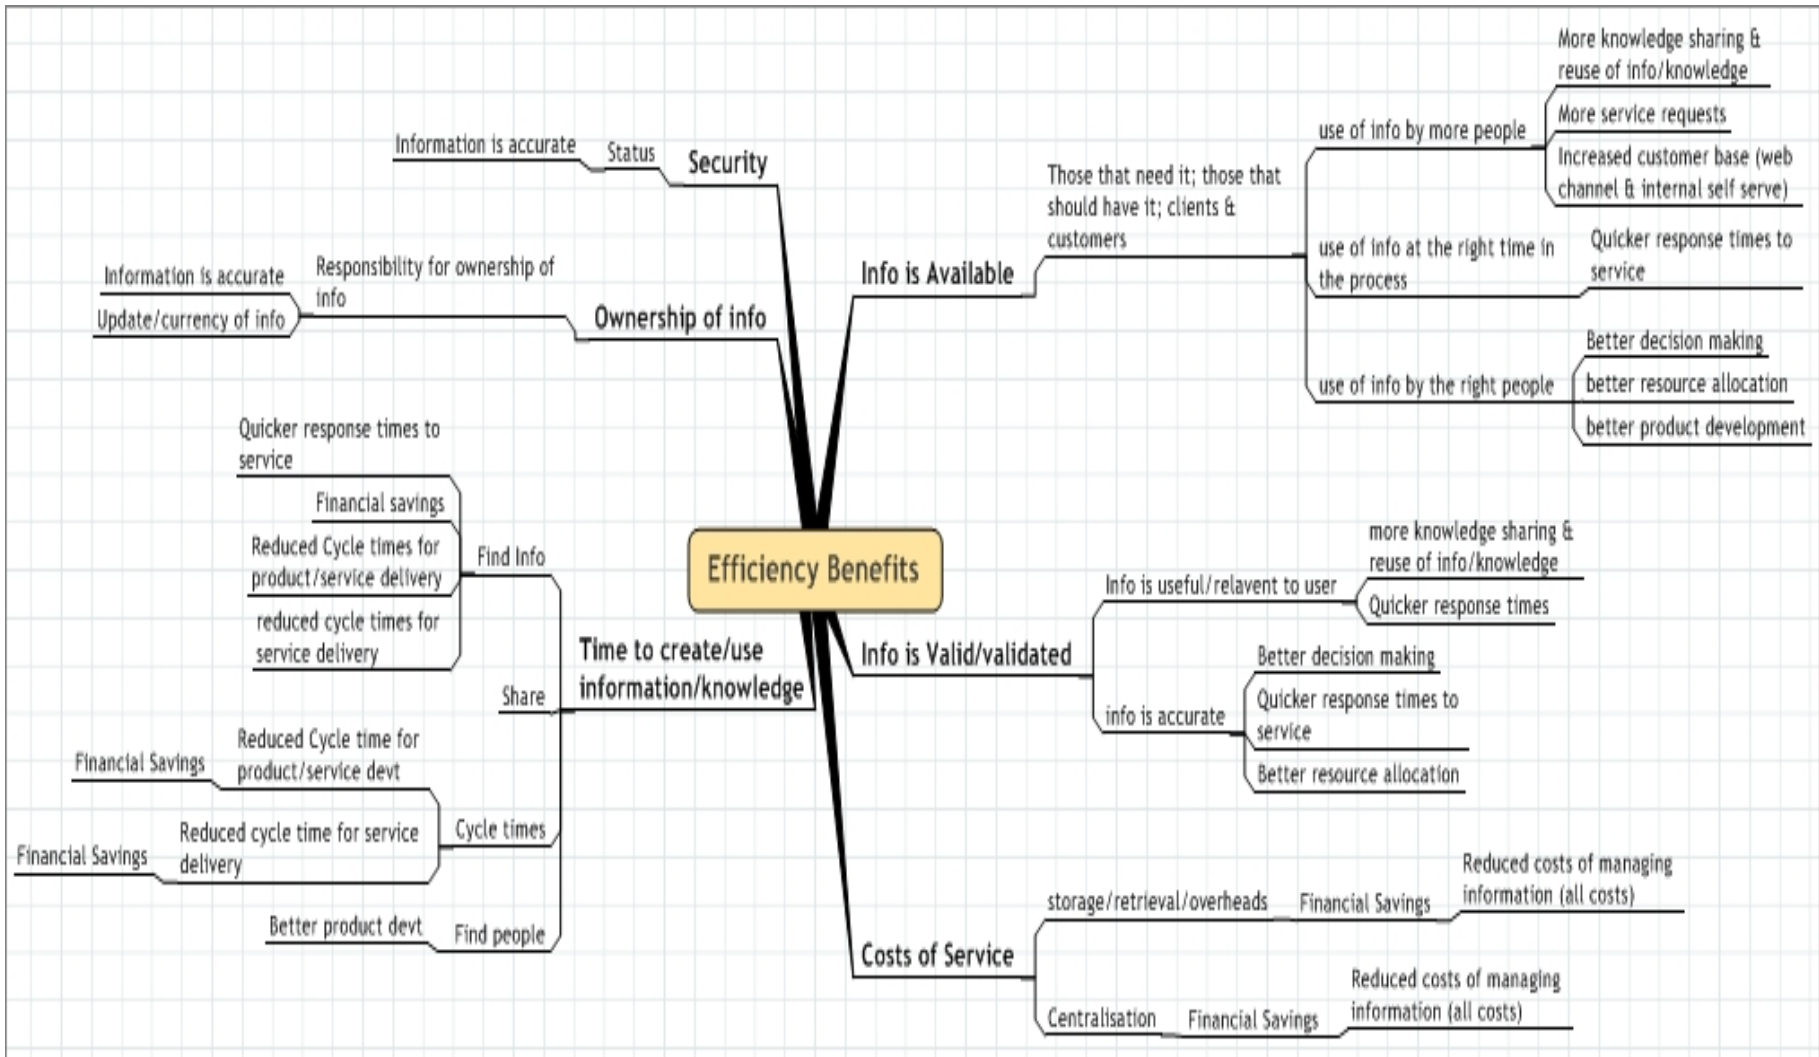 Efficiency Benefits
Security
Status
Information is accurate
Ownership of info
Responsibility for ownership of
info
Information is accurate
Update/currency of info
Time to create/use
information/knowledge
Find Info
Quicker response times to
service
Financial savings
Reduced Cycle times for
product/service delivery
reduced cycle times for
service delivery
Share
Cycle times
Reduced Cycle time for
product/service devt
Financial Savings
Reduced cycle time for service
delivery
Financial Savings
Find people
Better product devt
Info is Available
Those that need it; those that
should have it; clients &
customers
use of info by more people
More knowledge sharing &
reuse of info/knowledge
More service requests
Increased customer base (web
channel & internal self serve)
use of info at the right time in
the process
Quicker response times to
service
use of info by the right people
Better decision making
better resource allocation
better product development
Info is Valid/validated
Info is useful/relavent to user
more knowledge sharing &
reuse of info/knowledge
Quicker response times
info is accurate
Better decision making
Quicker response times to
service
Better resource allocation
Costs of Service
storage/retrieval/overheads
Financial Savings
Reduced costs of managing
information (all costs)
Centralisation
Financial Savings
Reduced costs of managing
information (all costs)